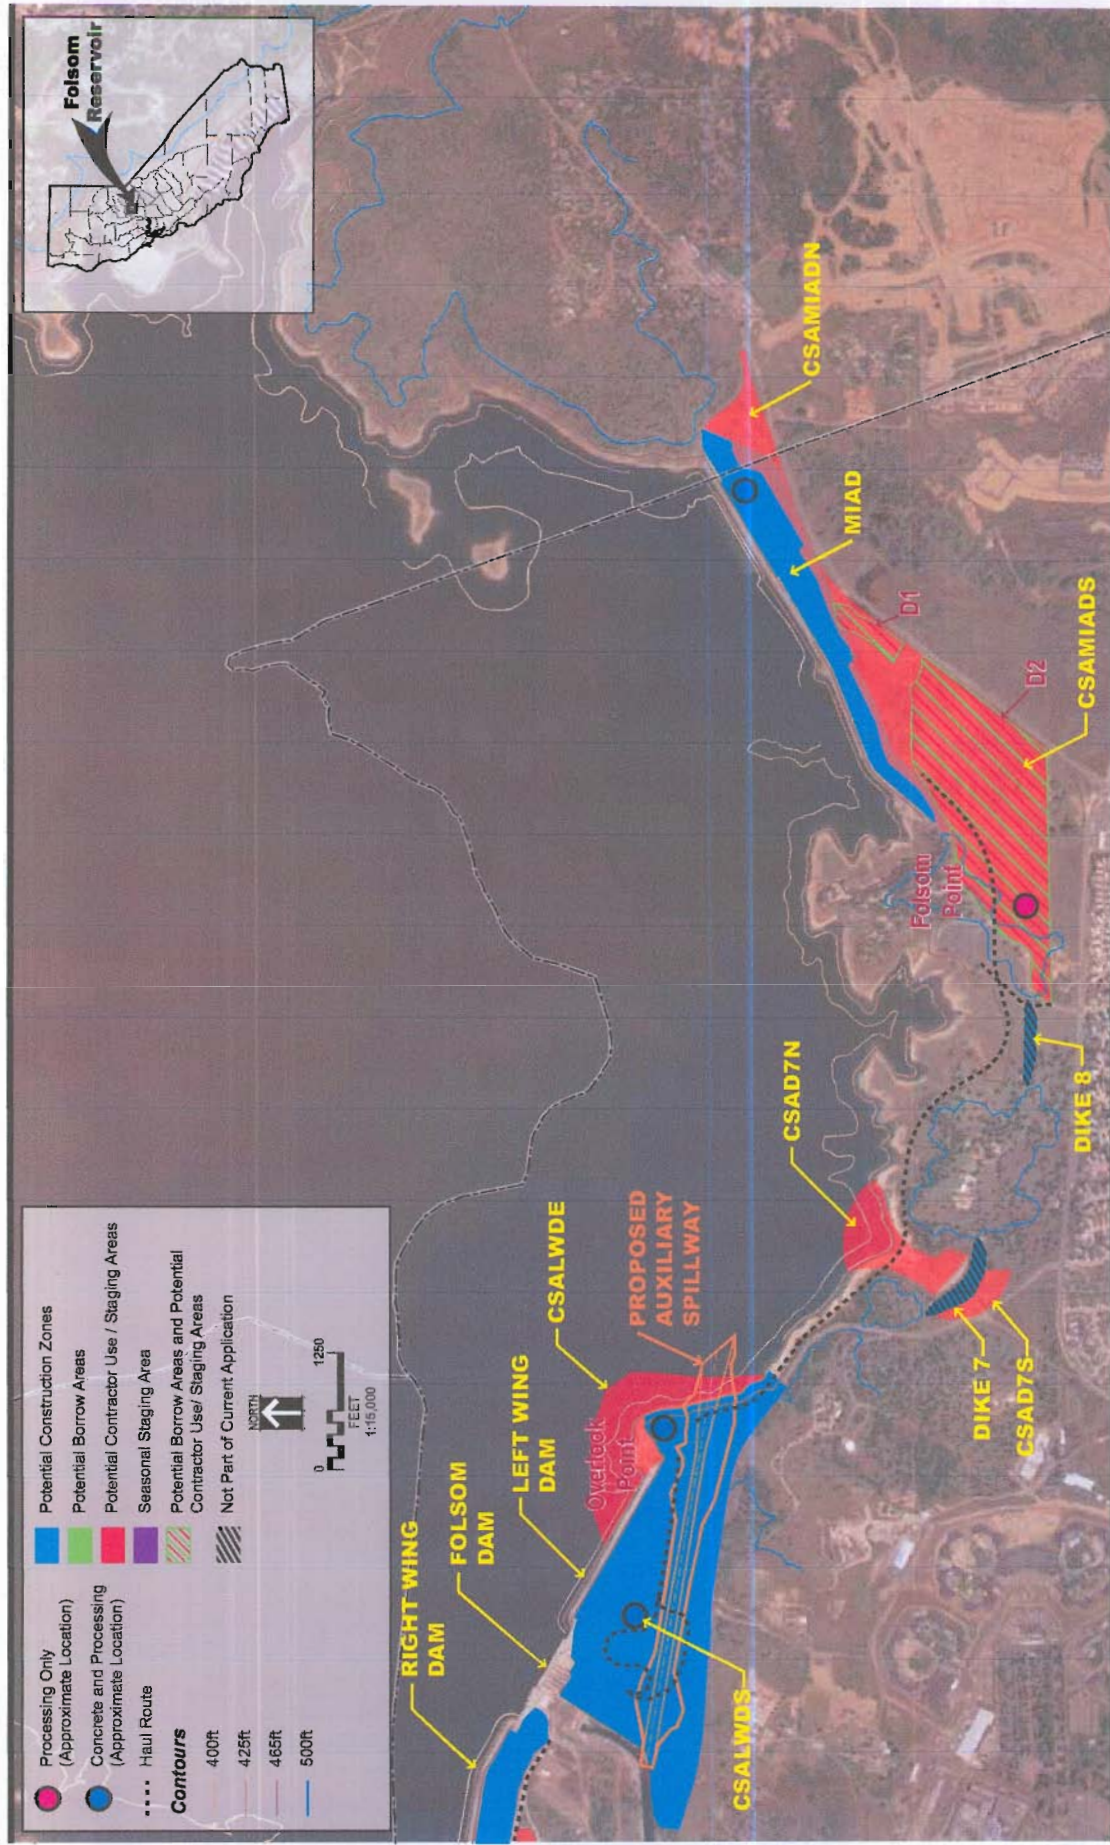 Folsom
Reservoir
Processing Only
(Approximate Location)
Concrete and Processing
(Approximate Location)
Haul Route
Contours
400ft
425ft
465ft
500ft
Potential Construction Zones
Potential Borrow Areas
Potential Contractor Use / Staging Areas
Seasonal Staging Area
Potential Borrow Areas and Potential
Contractor Use/ Staging Areas
Not Part of Current Application
NORTH
0
1250
FEET
1:15,000
RIGHT WING
DAM
FOLSOM
DAM
LEFT WING
DAM
CSALWDE
Overlook
Point
PROPOSED
AUXILIARY
SPILLWAY
CSALWDS
CSAD7N
DIKE 7
CSAD7S
DIKE 8
Folsom
Point
CSAMIADS
D2
D1
MIAD
CSAMIADN